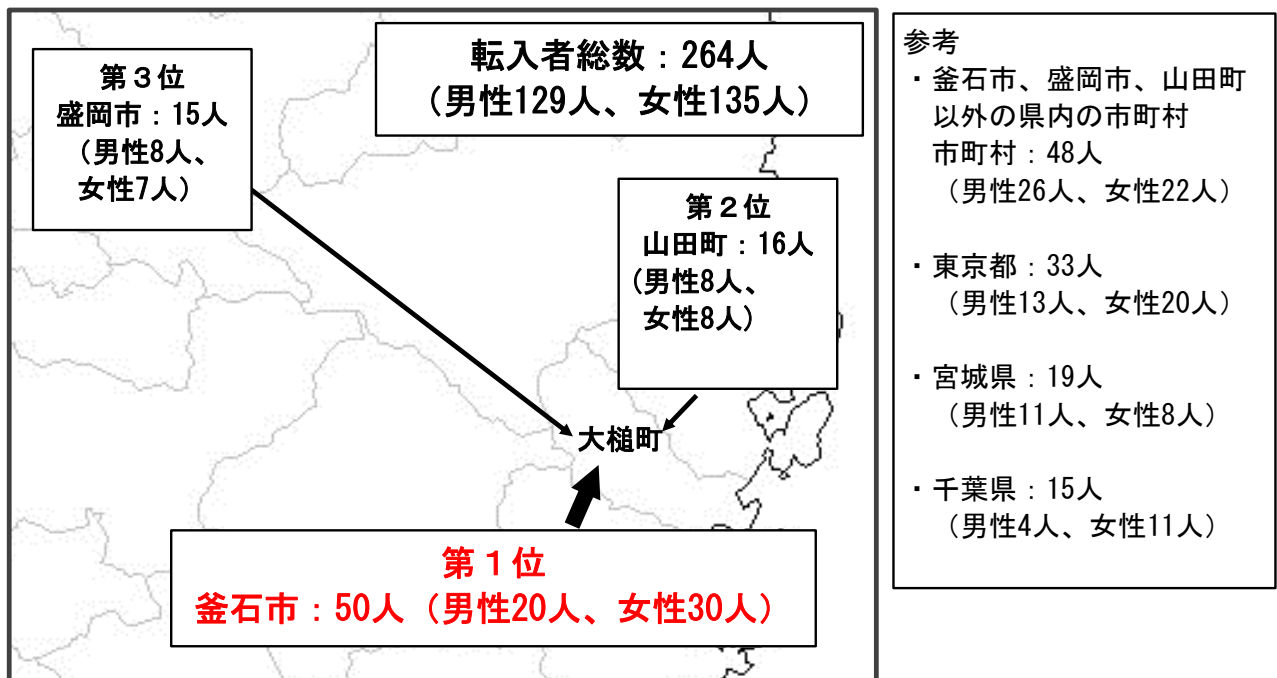 転入者総数：264人
（男性129人、女性135人）
第３位
盛岡市：15人
（男性8人、
女性7人）
第２位
山田町：16人
（男性8人、
女性8人）
大槌町
第１位
釜石市：50人（男性20人、女性30人）
参考
・釜石市、盛岡市、山田町
以外の県内の市町村
市町村：48人
（男性26人、女性22人）
・東京都：33人
（男性13人、女性20人）
・宮城県：19人
（男性11人、女性8人）
・千葉県：15人
（男性4人、女性11人）